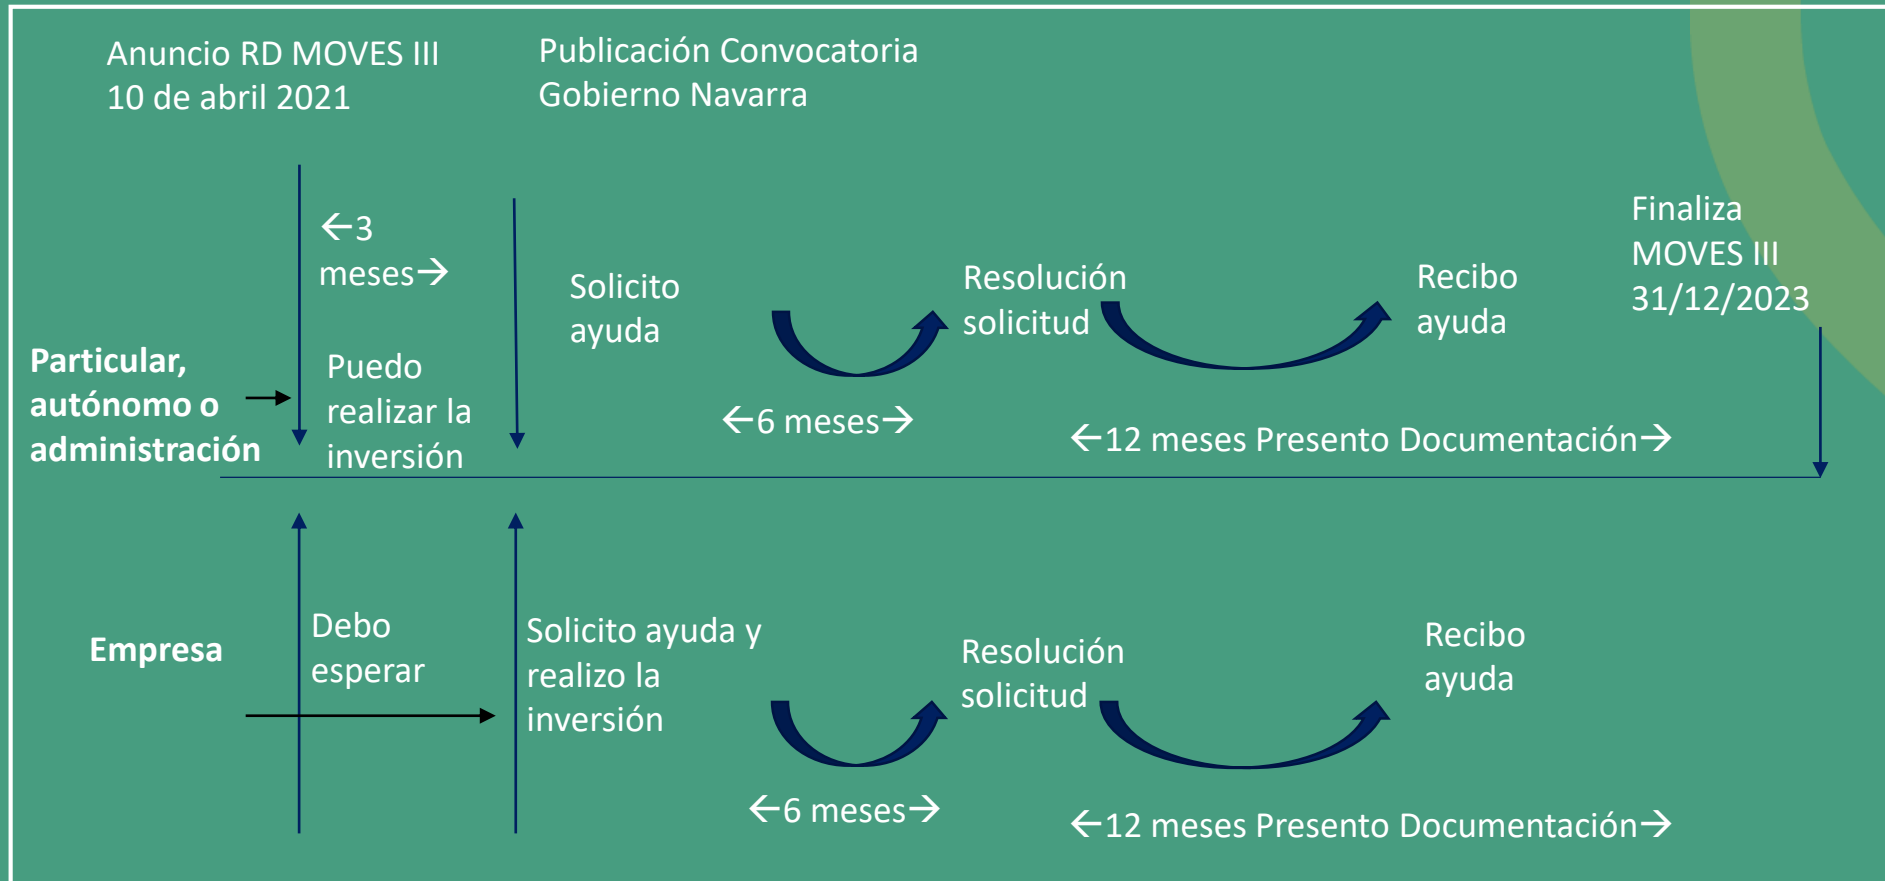 Anuncio RD MOVES III
10 de abril 2021
Publicación Convocatoria
Gobierno Navarra
←3
meses→
Solicito
ayuda
Resolución
solicitud
Recibo
ayuda
Finaliza
MOVES III
31/12/2023
Particular,
autónomo o
administración
Puedo
realizar la
inversión
←6 meses→
←12 meses Presento Documentación→
Empresa
Debo
esperar
Solicito ayuda y
realizo la
inversión
Resolución
solicitud
Recibo
ayuda
←6 meses→
←12 meses Presento Documentación→